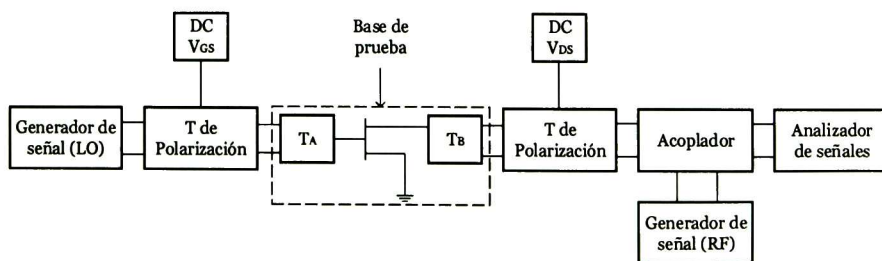 DC
VGS
Base de
prueba
DC
VDS
Generador de
señal (LO)
T de
Polarización
TA
TB
T de
Polarización
Acoplador
Analizador
de señales
Generador de
señal (RF)